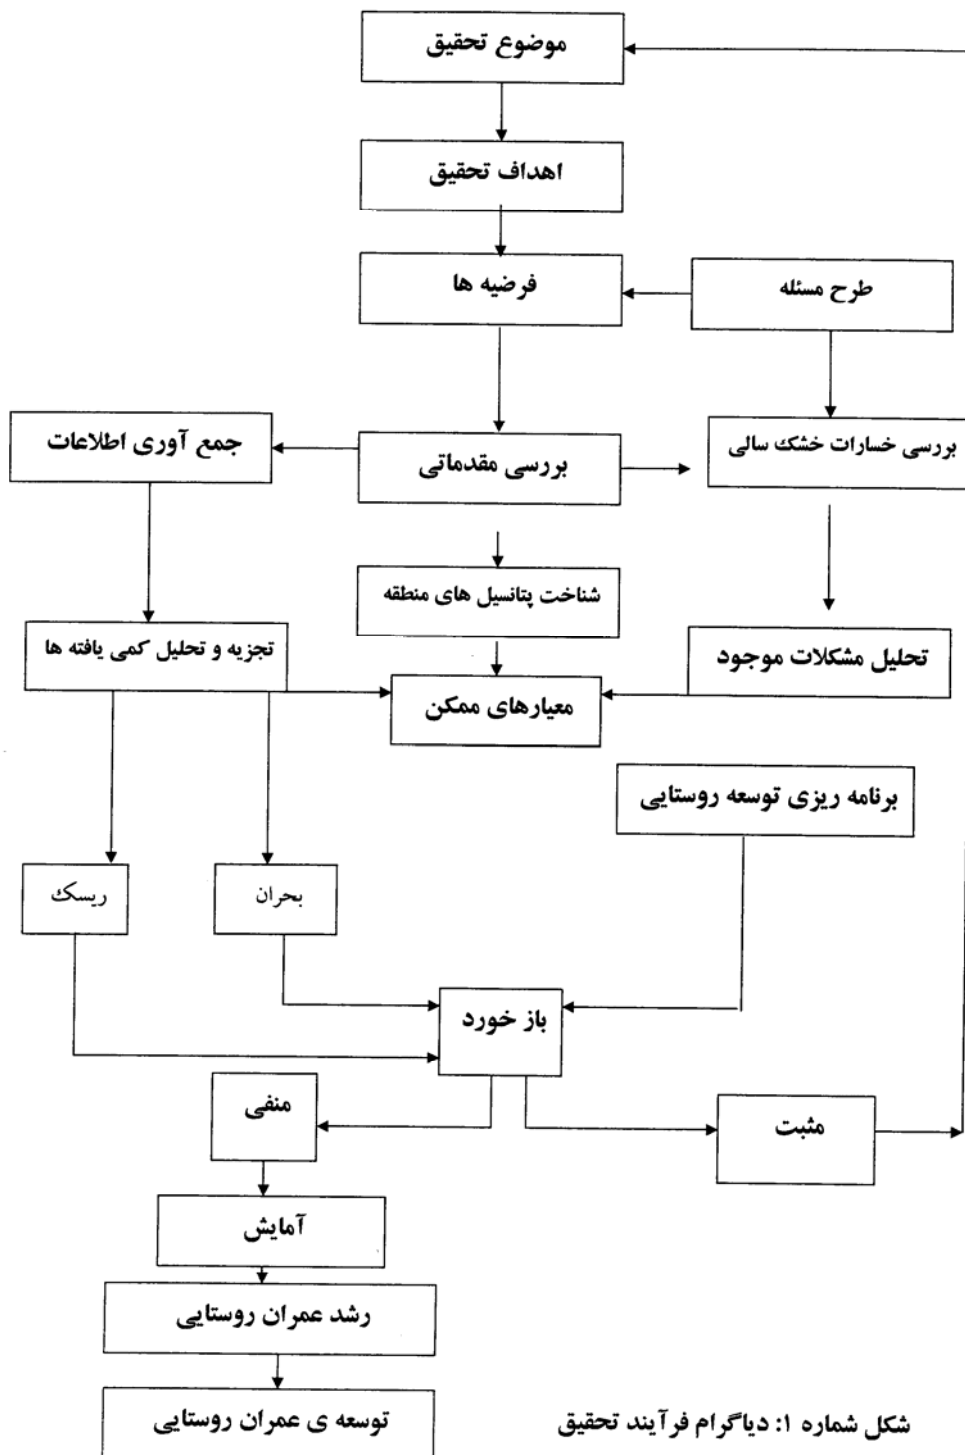 موضوع تحقیق
اهداف تحقیق
فرضیه ها
طرح مسئله
جمع آوری اطلاعات
بررسی مقدماتی
بررسی خسارات خشک سالی
شناخت پتانسیل های منطقه
تجزیه و تحلیل کمی یافته ها
تحلیل مشکلات موجود
معیارهای ممکن
برنامه ریزی توسعه روستایی
ریسک
بحران
باز خورد
منفی
مثبت
آمایش
رشد عمران روستایی
توسعه ی عمران روستایی
شکل شماره ۱: دیاگرام فرآیند تحقیق